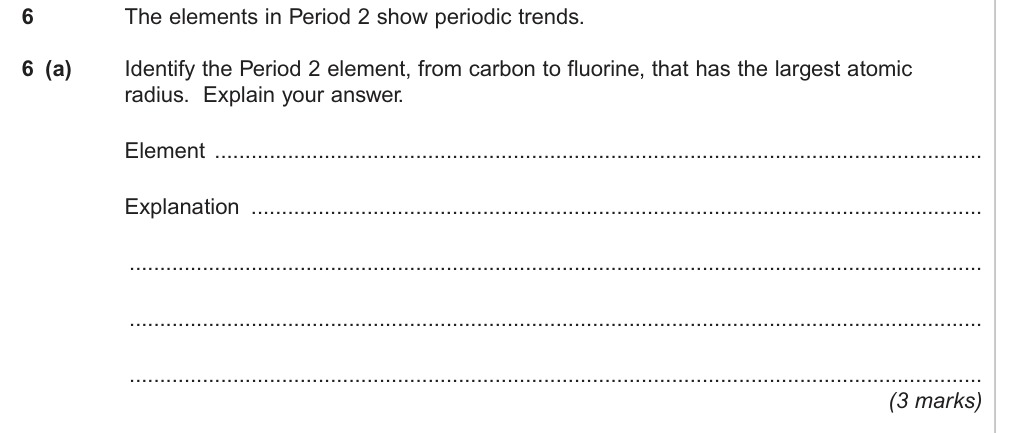 6 The elements in Period 2 show periodic trends.
6 (a) Identify the Period 2 element, from carbon to fluorine, that has the largest atomic
radius. Explain your answer.
Element ................................................................................................................................
Explanation ..........................................................................................................................
...............................................................................................................................................
...............................................................................................................................................
...............................................................................................................................................
(3 marks)